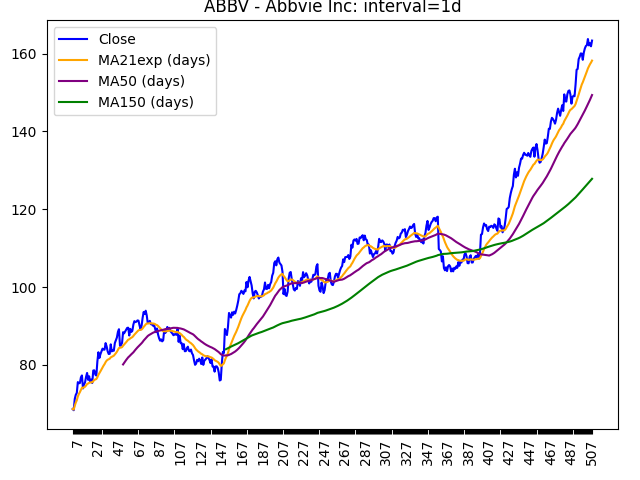 ABBV - Abbvie Inc: interval=1d
Close
MA21exp (days)
MA50 (days)
MA150 (days)
160
140
120
100
80
7 27 47 67 87 107 127 147 167 187 207 227 247 267 287 307 327 347 367 387 407 427 447 467 487 507